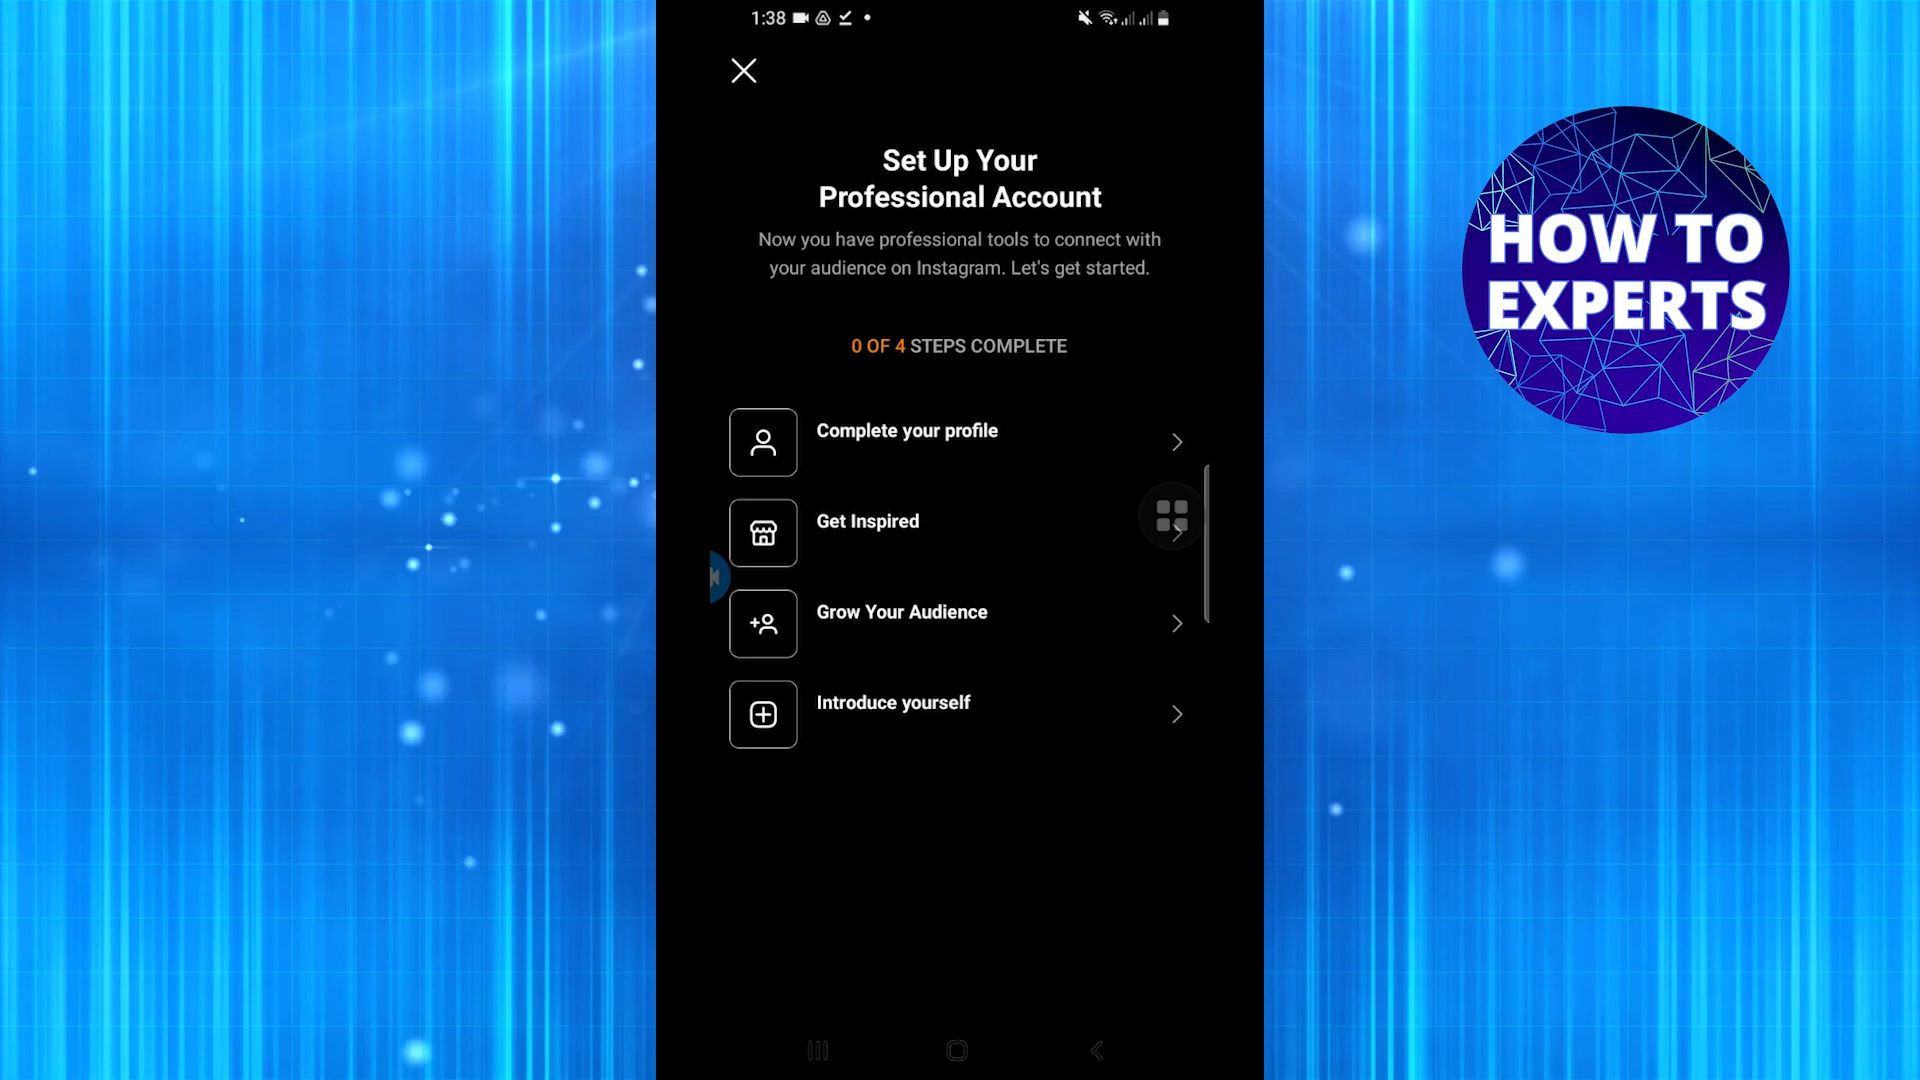 1:38
Set Up Your
Professional Account
Now you have professional tools to connect with
your audience on Instagram. Let's get started.
0 OF 4 STEPS COMPLETE
Complete your profile
Get Inspired
Grow Your Audience
Introduce yourself
HOW TO
EXPERTS